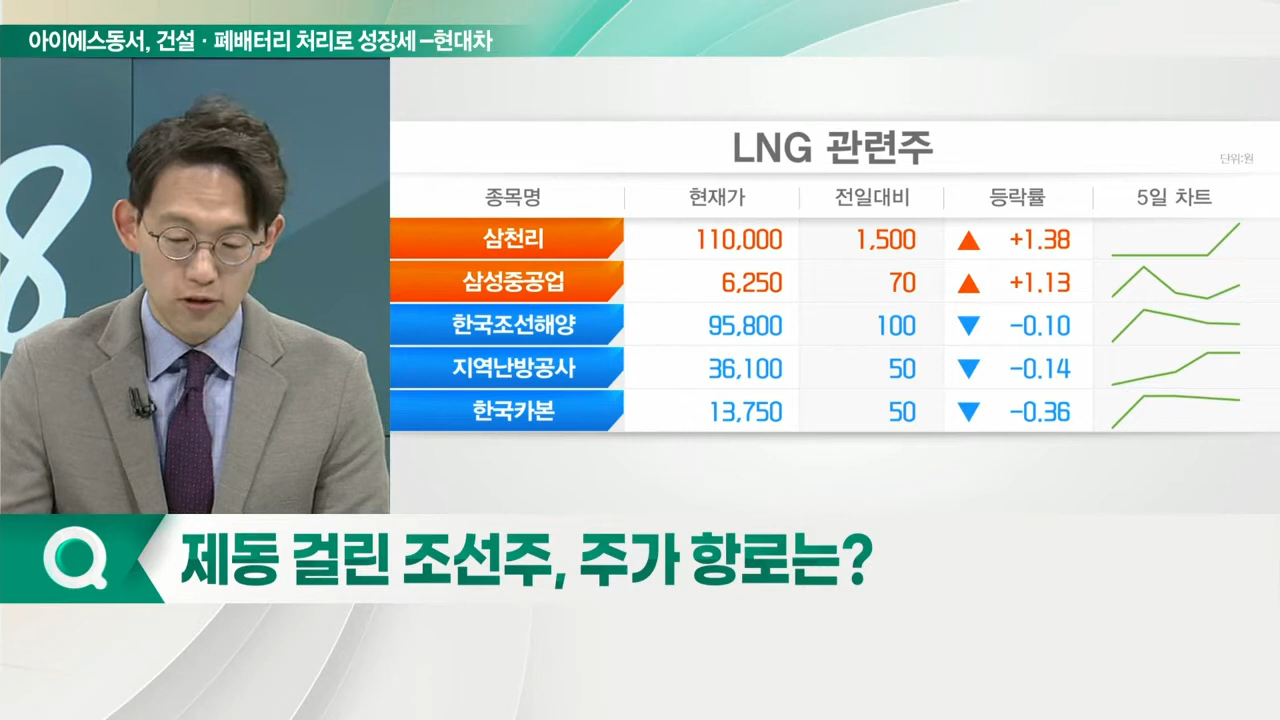 아이에스동서, 건설·폐배터리 처리로 성장세 –현대차
8
LNG 관련주
단위:원
종목명 현재가 전일대비 등락률 5일 차트
삼천리 110,000 1,500 ▲ +1.38
삼성중공업 6,250 70 ▲ +1.13
한국조선해양 95,800 100 ▼ -0.10
지역난방공사 36,100 50 ▼ -0.14
한국카본 13,750 50 ▼ -0.36
Q 제동 걸린 조선주, 주가 항로는?